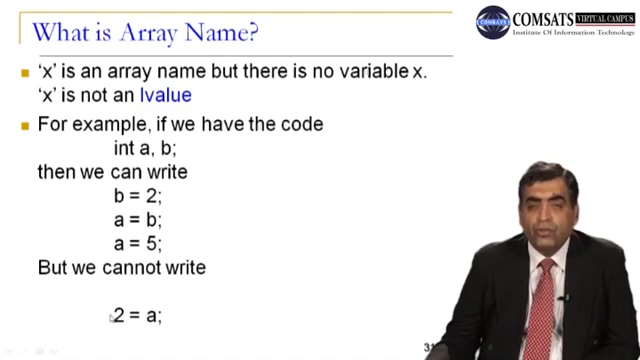 What is Array Name?
COMSATS
VIRTUAL CAMPUS
Institute Of Information Technology
'x' is an array name but there is no variable x.
'x' is not an lvalue
For example, if we have the code
int a, b;
then we can write
b = 2;
a = b;
a = 5;
But we cannot write
2 = a;
31